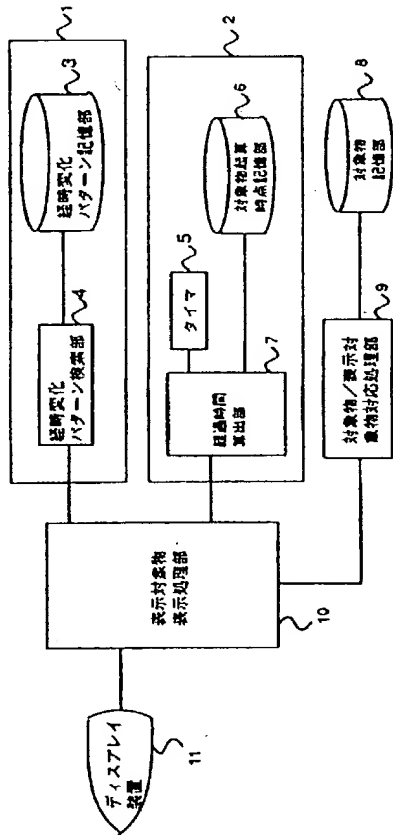 1
3
経時変化
パターン記憶部
4
経時変化
パターン検索部
2
6
対象物起算
時点記憶部
5
タイマ
7
経過時間
算出部
8
対象物
記憶部
9
対象物/表示対
象物対応処理部
表示対象物
表示処理部
10
ディスプレイ
装置
11